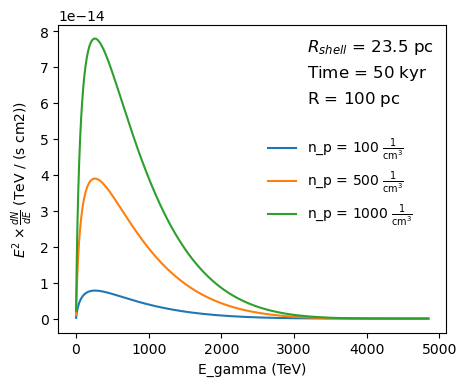 1e−14
8
7
6
5
4
3
2
1
0
E² × dN/dE (TeV / (s cm2))
R_shell = 23.5 pc
Time = 50 kyr
R = 100 pc
n_p = 100 1/cm³
n_p = 500 1/cm³
n_p = 1000 1/cm³
0 1000 2000 3000 4000 5000
E_gamma (TeV)